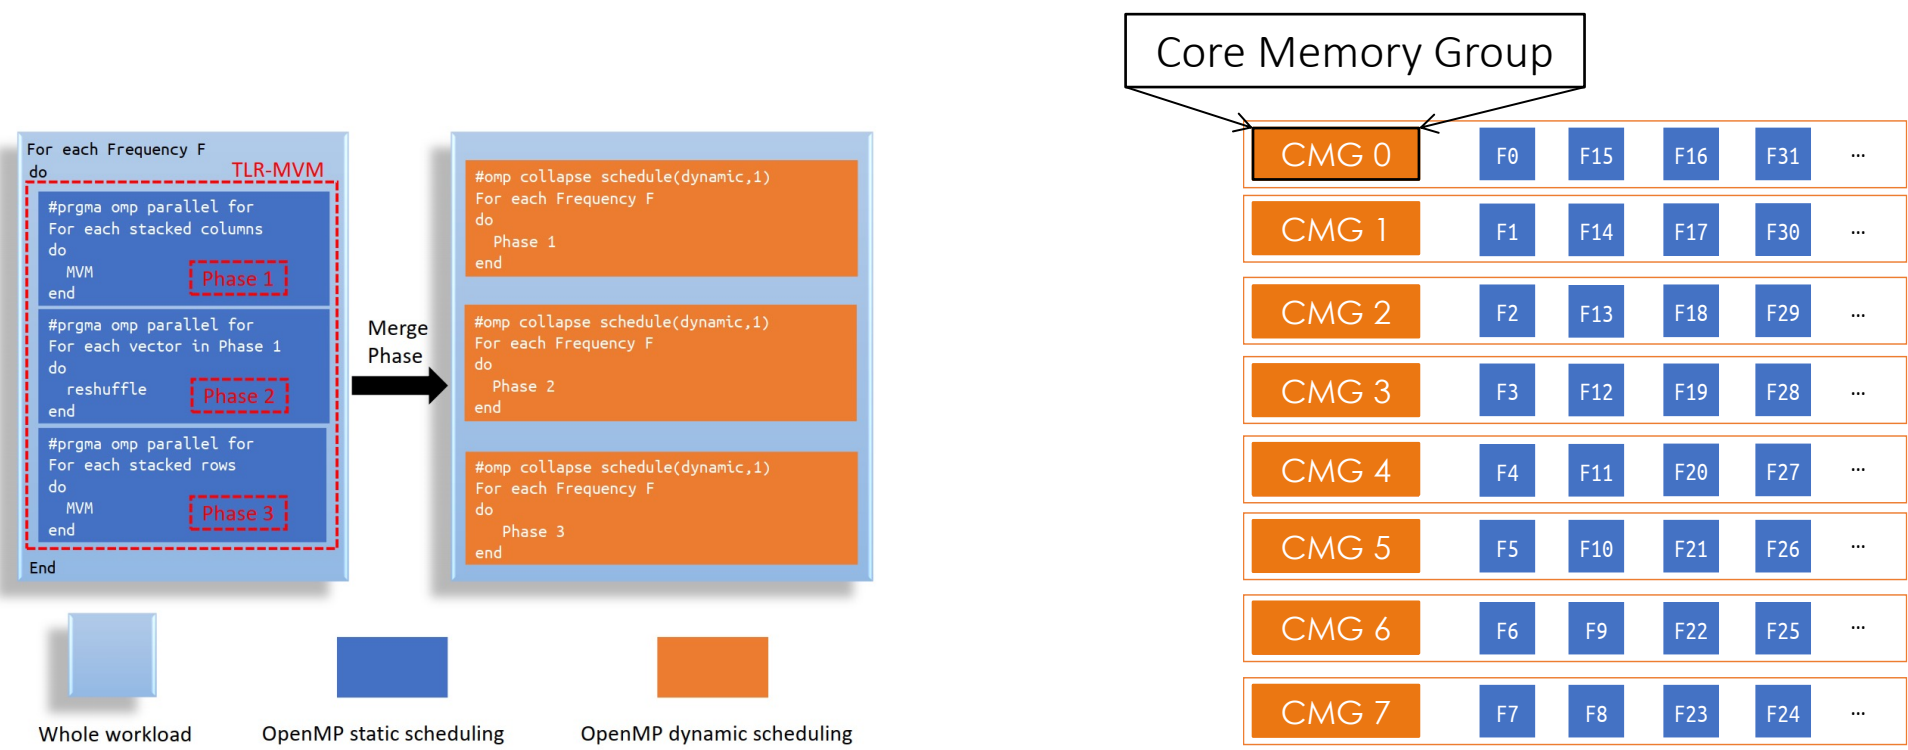 For each Frequency F
do
TLR-MVM
#prgma omp parallel for
For each stacked columns
do
MVM
end
Phase 1
#prgma omp parallel for
For each vector in Phase 1
do
reshuffle
end
Phase 2
#prgma omp parallel for
For each stacked rows
do
MVM
end
Phase 3
End
Merge
Phase
#omp collapse schedule(dynamic,1)
For each Frequency F
do
Phase 1
end
#omp collapse schedule(dynamic,1)
For each Frequency F
do
Phase 2
end
#omp collapse schedule(dynamic,1)
For each Frequency F
do
Phase 3
end
Whole workload
OpenMP static scheduling
OpenMP dynamic scheduling
Core Memory Group
CMG 0 F0 F15 F16 F31 ...
CMG 1 F1 F14 F17 F30 ...
CMG 2 F2 F13 F18 F29 ...
CMG 3 F3 F12 F19 F28 ...
CMG 4 F4 F11 F20 F27 ...
CMG 5 F5 F10 F21 F26 ...
CMG 6 F6 F9 F22 F25 ...
CMG 7 F7 F8 F23 F24 ...